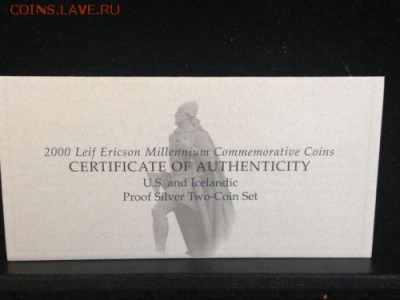 COINS.LAVE.RU
2000 Leif Ericson Millennium Commemorative Coins
CERTIFICATE OF AUTHENTICITY
U.S. and Icelandic
Proof Silver Two-Coin Set